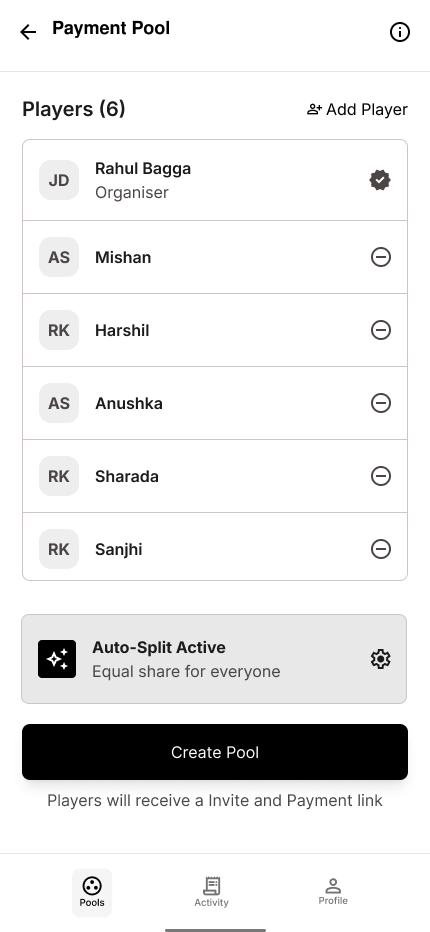 Payment Pool
Players (6)
Add Player
JD
Rahul Bagga
Organiser
AS
Mishan
RK
Harshil
AS
Anushka
RK
Sharada
RK
Sanjhi
Auto-Split Active
Equal share for everyone
Create Pool
Players will receive a Invite and Payment link
Pools
Activity
Profile